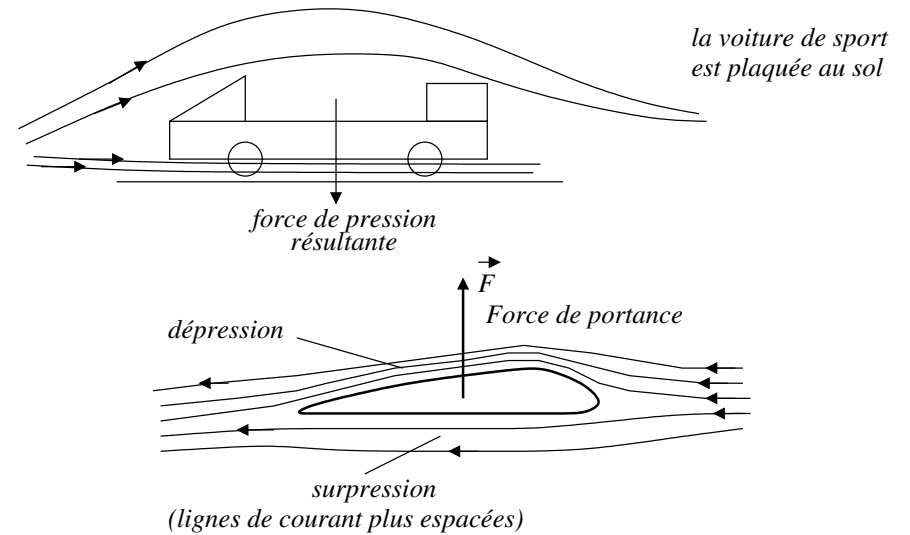 la voiture de sport
est plaquée au sol
force de pression
résultante
F
Force de portance
dépression
surpression
(lignes de courant plus espacées)